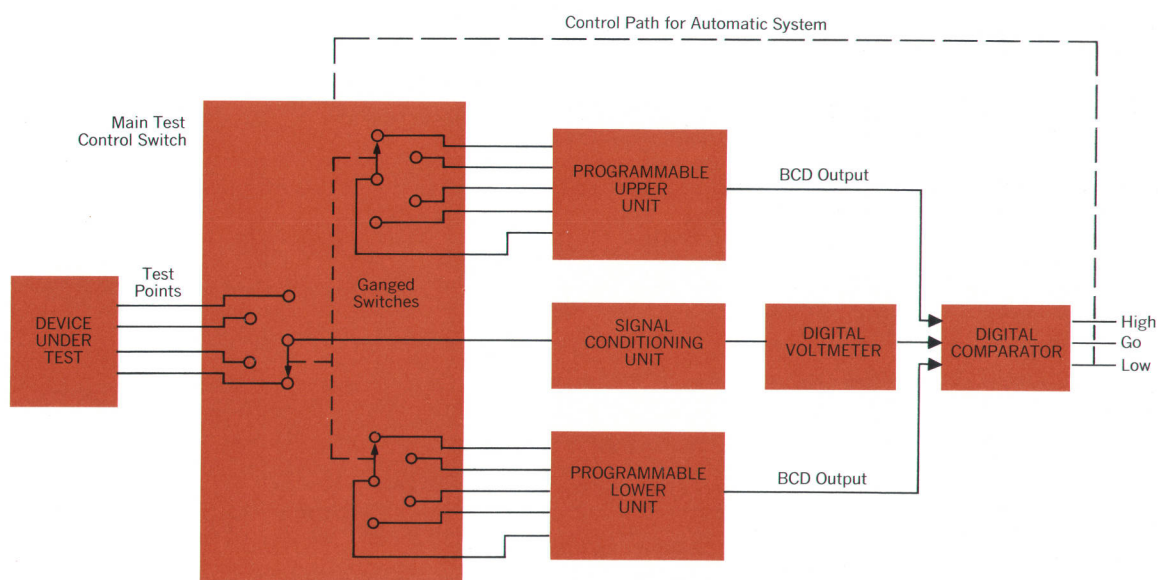 Control Path for Automatic System
Main Test
Control Switch
PROGRAMMABLE
UPPER
UNIT
BCD Output
Test
Points
Ganged
Switches
DEVICE
UNDER
TEST
SIGNAL
CONDITIONING
UNIT
DIGITAL
VOLTMETER
DIGITAL
COMPARATOR
High
Go
Low
PROGRAMMABLE
LOWER
UNIT
BCD Output